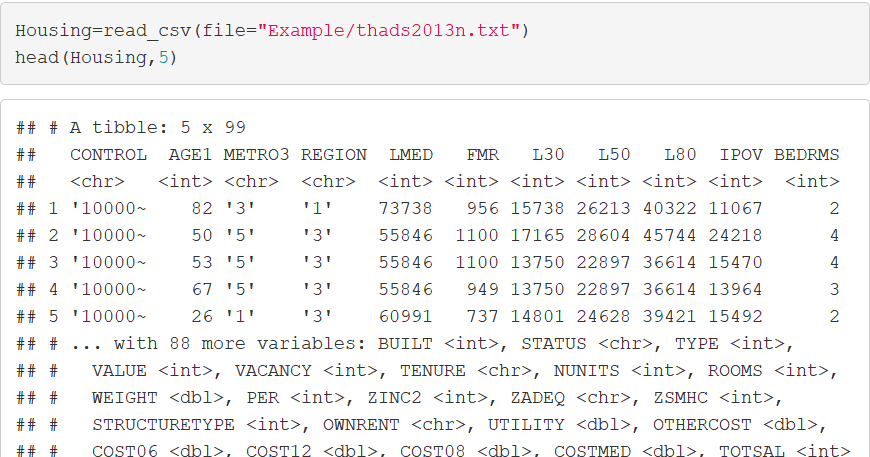 Housing=read_csv(file="Example/thads2013n.txt")
head(Housing,5)
## # A tibble: 5 x 99
##   CONTROL  AGE1 METRO3 REGION  LMED   FMR   L30   L50   L80  IPOV BEDRMS
##   <chr>   <int> <chr>  <chr>  <int> <int> <int> <int> <int> <int>  <int>
## 1 '10000~    82 '3'    '1'    73738   956 15738 26213 40322 11067      2
## 2 '10000~    50 '5'    '3'    55846  1100 17165 28604 45744 24218      4
## 3 '10000~    53 '5'    '3'    55846  1100 13750 22897 36614 15470      4
## 4 '10000~    67 '5'    '3'    55846   949 13750 22897 36614 13964      3
## 5 '10000~    26 '1'    '3'    60991   737 14801 24628 39421 15492      2
## # ... with 88 more variables: BUILT <int>, STATUS <chr>, TYPE <int>,
## #   VALUE <int>, VACANCY <int>, TENURE <chr>, NUNITS <int>, ROOMS <int>,
## #   WEIGHT <dbl>, PER <int>, ZINC2 <int>, ZADEQ <chr>, ZSMHC <int>,
## #   STRUCTURETYPE <int>, OWNRENT <chr>, UTILITY <dbl>, OTHERCOST <dbl>,
## #   COST06 <dbl>, COST12 <dbl>, COST08 <dbl>, COSTMED <dbl>, TOTSAL <int>